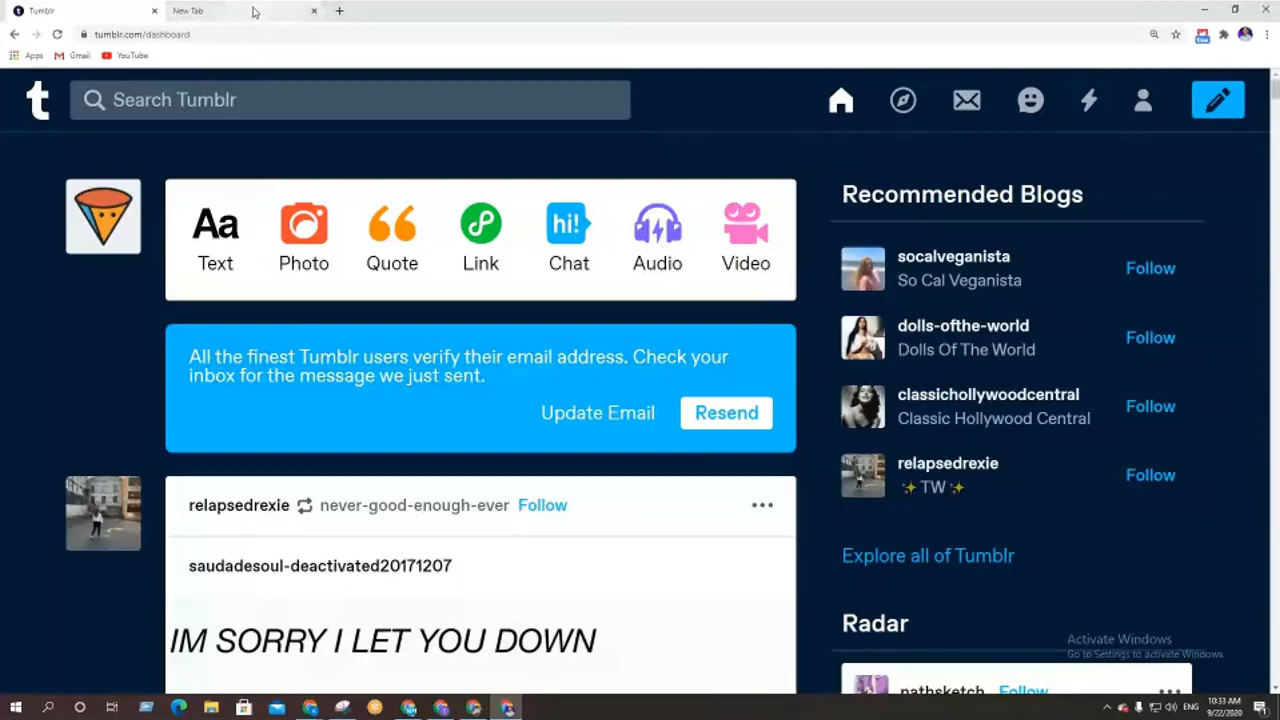 Tumblr
New Tab
tumblr.com/dashboard
Apps
Gmail
YouTube
t
Search Tumblr
Aa
hi!
Text
Photo
Quote
Link
Chat
Audio
Video
All the finest Tumblr users verify their email address. Check your
inbox for the message we just sent.
Update Email
Resend
relapsedrexie never-good-enough-ever Follow
saudadesoul-deactivated20171207
IM SORRY I LET YOU DOWN
Recommended Blogs
socalveganista
So Cal Veganista
Follow
dolls-ofthe-world
Dolls Of The World
Follow
classichollywoodcentral
Classic Hollywood Central
Follow
relapsedrexie
✨TW✨
Follow
Explore all of Tumblr
Radar
pathsketch Follow
Activate Windows
Go to Settings to activate Windows.
ENG
10:33 AM
9/22/2020